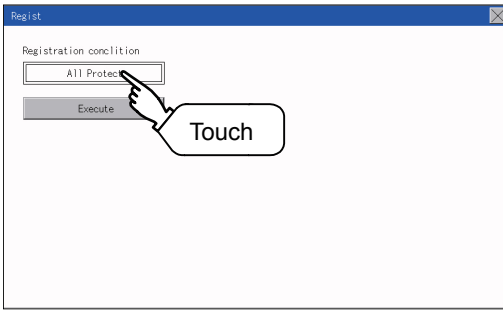 Regist
Registration conclition
All Protect
Execute
Touch